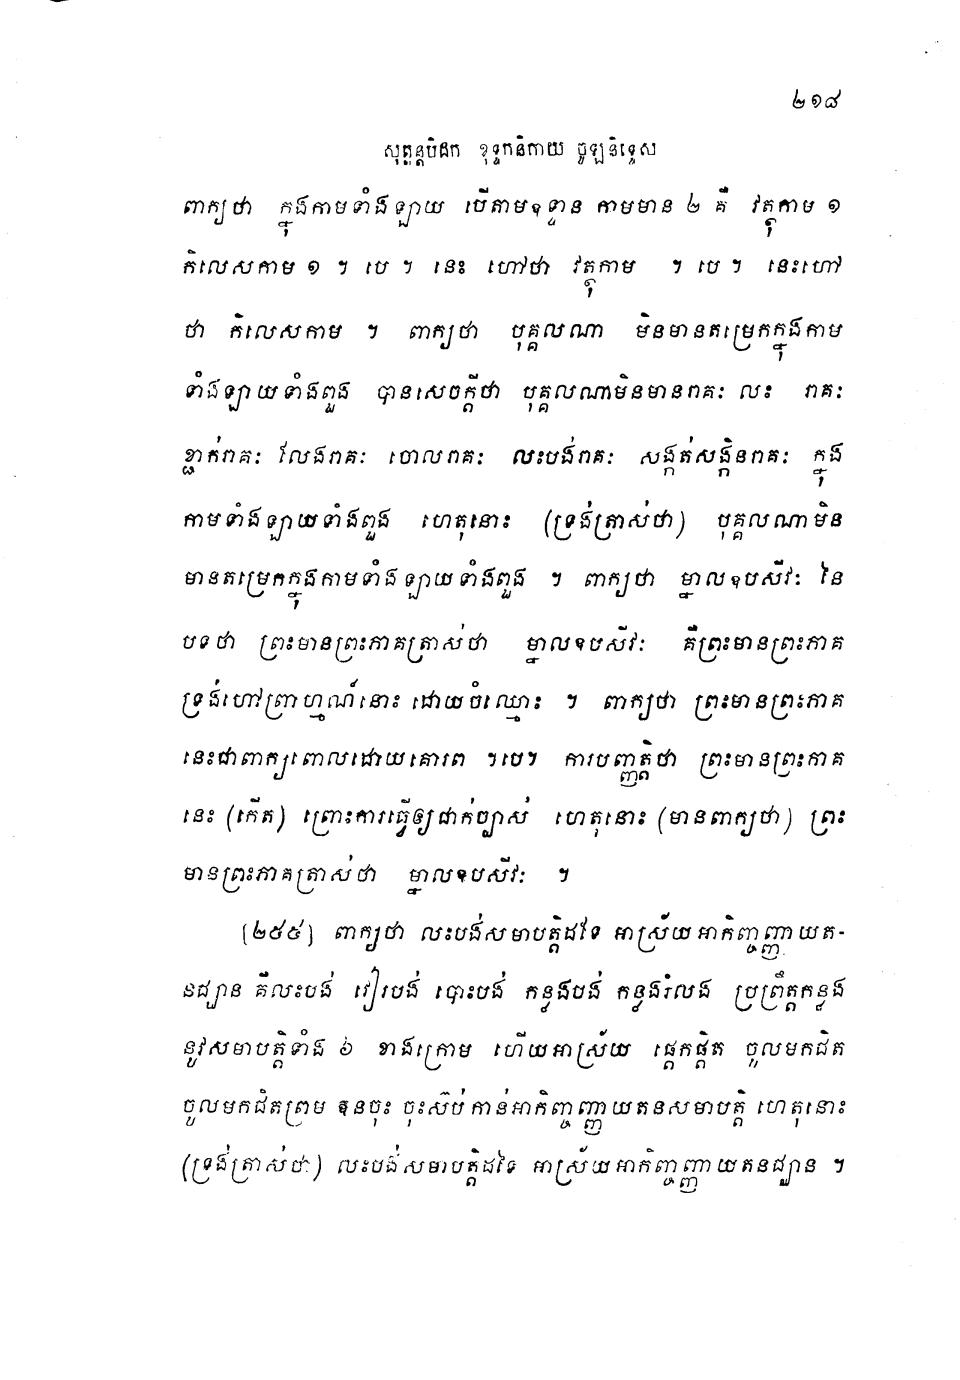 ២១៨
សុត្តន្តបិដក ខុទ្ទកនិកាយ ចូឡនិទ្ទេស
ពាក្យថា ក្នុងកាមទាំងឡាយ បើតាមឧទ្ទាន កាមមាន ២ គឺ វត្ថុកាម ១
កិលេសកាម ១ ។ បេ ។ នេះ ហៅថា វត្ថុកាម ។ បេ ។ នេះហៅ
ថា កិលេសកាម ។ ពាក្យថា បុគ្គលណា មិនមានតម្រេកក្នុងកាម
ទាំងឡាយទាំងពួង បានសេចក្តីថា បុគ្គលណាមិនមានរាគៈ លះ រាគៈ
ខ្ជាក់រាគៈ លែងរាគៈ ចោលរាគៈ លះបង់រាគៈ សង្កត់សង្កិនរាគៈ ក្នុង
កាមទាំងឡាយទាំងពួង ហេតុនោះ (ទ្រង់ត្រាស់ថា) បុគ្គលណាមិន
មានតម្រេកក្នុងកាមទាំងឡាយទាំងពួង ។ ពាក្យថា ម្នាលឧបសីវៈ នៃ
បទថា ព្រះមានព្រះភាគត្រាស់ថា ម្នាលឧបសីវៈ គឺព្រះមានព្រះភាគ
ទ្រង់ហៅព្រាហ្មណ៍នោះ ដោយចំឈ្មោះ ។ ពាក្យថា ព្រះមានព្រះភាគ
នេះជាពាក្យពោលដោយគោរព ។បេ។ ការបញ្ញត្តិថា ព្រះមានព្រះភាគ
នេះ (កើត) ព្រោះការធ្វើឲ្យជាក់ច្បាស់ ហេតុនោះ (មានពាក្យថា) ព្រះ
មានព្រះភាគត្រាស់ថា ម្នាលឧបសីវៈ ។
[២៥៥] ពាក្យថា លះបង់សមាបត្តិដទៃ អាស្រ័យអាកិញ្ចញ្ញាយត-
នជ្ឈាន គឺលះបង់ វៀរបង់ បោះបង់ កន្លងបង់ កន្លងរំលង ប្រព្រឹត្តកន្លង
នូវសមាបត្តិទាំង ៦ ខាងក្រោម ហើយអាស្រ័យ ផ្តេកផ្តិត ចូលមកជិត
ចូលមកជិតព្រម ឧនចុះ ចុះស៊ប់ កាន់អាកិញ្ចញ្ញាយតនសមាបត្តិ ហេតុនោះ
(ទ្រង់ត្រាស់ថា) លះបង់សមាបត្តិដទៃ អាស្រ័យអាកិញ្ចញ្ញាយតនជ្ឈាន ។